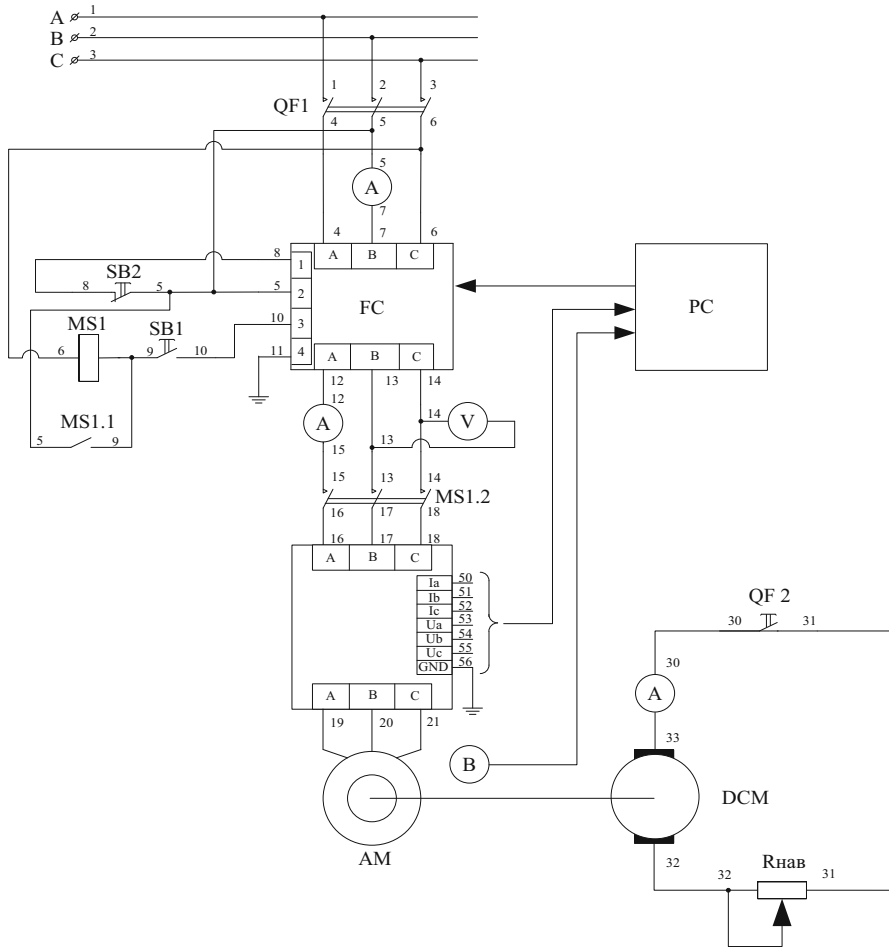 A 1
B 2
C 3
1 2 3
QF1
4 5 6
5
A
7
4 7 6
8 1 A B C
SB2
8 5 5 2 FC PC
MS1 SB1 10 3
6 9 10 11 4 A B C
12 13 14
12
MS1.1 A 14 V
5 9 15 13
15 13 14
MS1.2
16 17 18
16 17 18
A B C
Ia 50
Ib 51
Ic 52
Ua 53
Ub 54
Uc 55
GND 56
QF 2
30 31
30
A
A B C
19 20 21 33
B
DCM
AM
32 32 Rнав 31